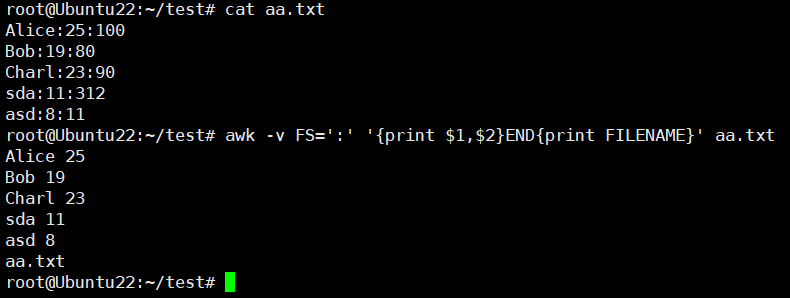 root@Ubuntu22:~/test# cat aa.txt
Alice:25:100
Bob:19:80
Charl:23:90
sda:11:312
asd:8:11
root@Ubuntu22:~/test# awk -v FS=':' '{print $1,$2}END{print FILENAME}' aa.txt
Alice 25
Bob 19
Charl 23
sda 11
asd 8
aa.txt
root@Ubuntu22:~/test#